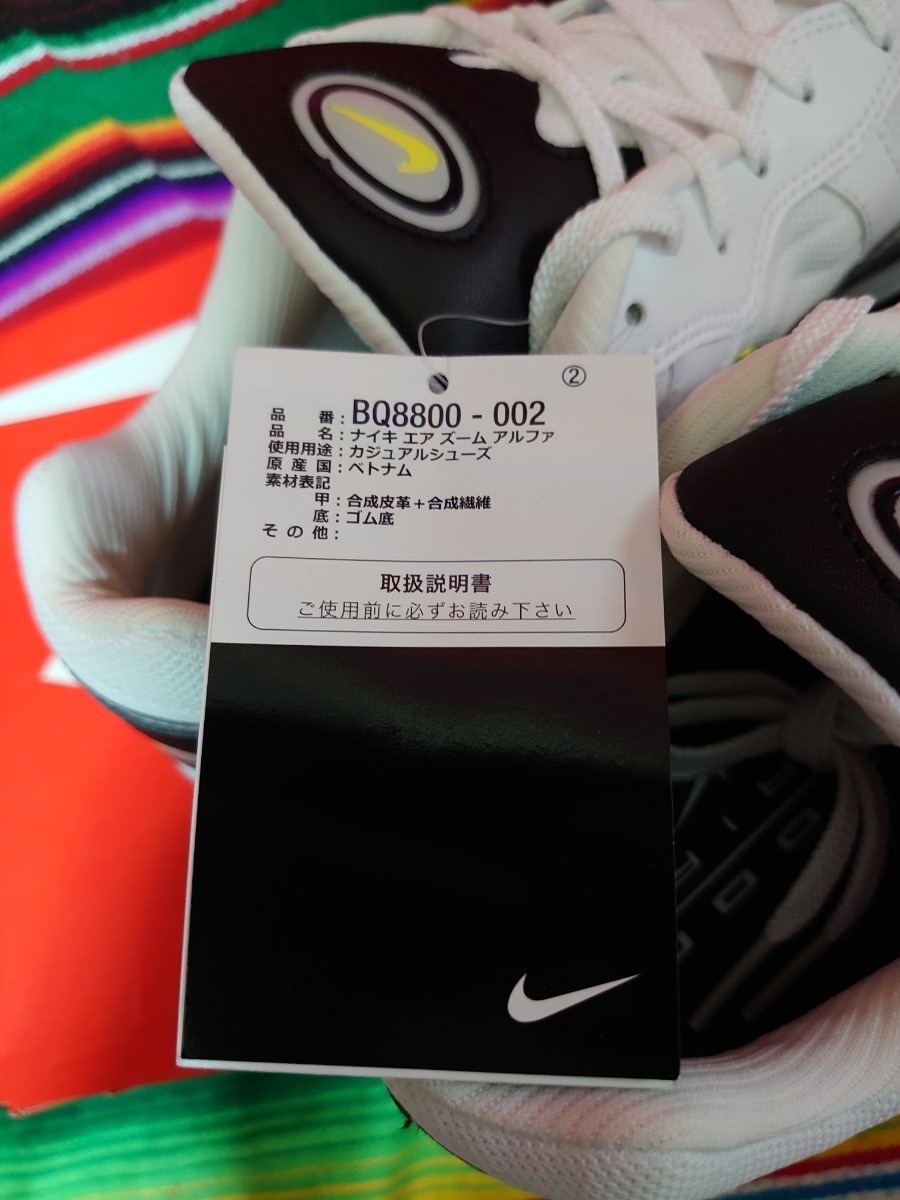 ②
品 番 : BQ8800 - 002
品 名 : ナイキ エア ズーム アルファ
使用用途 : カジュアルシューズ
原 産 国 : ベトナム
素材表記
甲 : 合成皮革+合成繊維
底 : ゴム底
そ の 他 :
取扱説明書
ご使用前に必ずお読み下さい